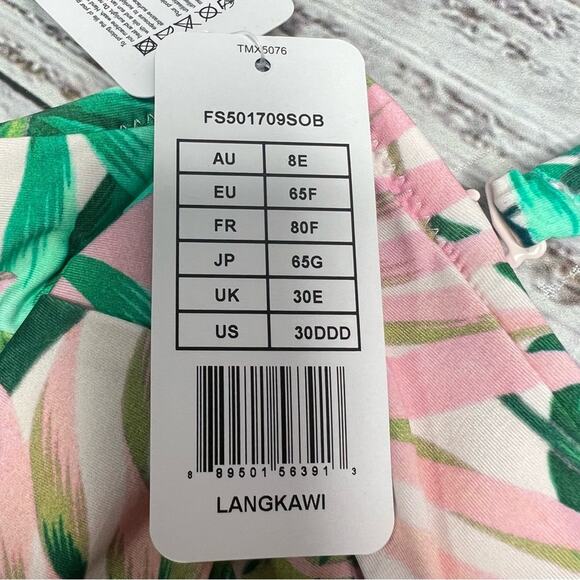 TMX5076
FS501709SOB
AU 8E
EU 65F
FR 80F
JP 65G
UK 30E
US 30DDD
8 89501 56391 3
LANGKAWI